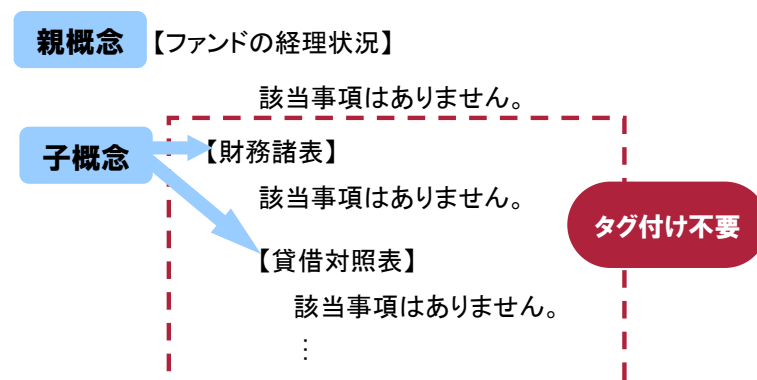 親概念 【ファンドの経理状況】
該当事項はありません。
子概念 【財務諸表】
該当事項はありません。
タグ付け不要
【貸借対照表】
該当事項はありません。
⋮